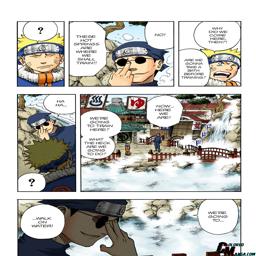 WHY
DID WE
COME
HERE,
THEN?!
ARE WE
GOING TO
TAKE A
BATH
BEFORE
TRAINING?
NO!
THESE
HOT
SPRINGS
ARE
WHERE
WE
SHALL
TRAIN!!
?
NOW...
HERE
WE
ARE!
WE'RE
GOING
TO TRAIN
HERE?
WHAT
THE HECK
ARE WE
GOING TO
DO?
HA
HA...
?
WE'RE
GOING
TO...
...WALK
ON
WATER!